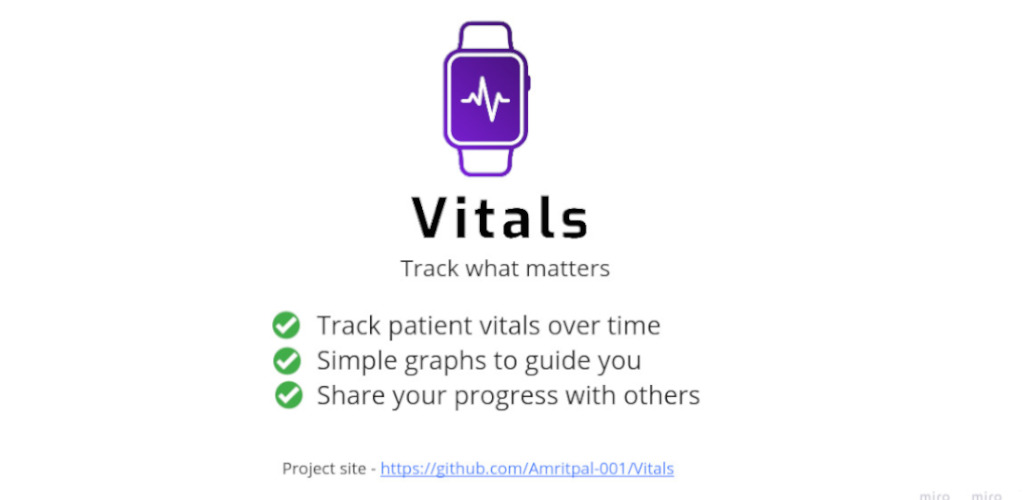 Vitals
Track what matters
Track patient vitals over time
Simple graphs to guide you
Share your progress with others
Project site - https://github.com/Amritpal-001/Vitals
miro miro